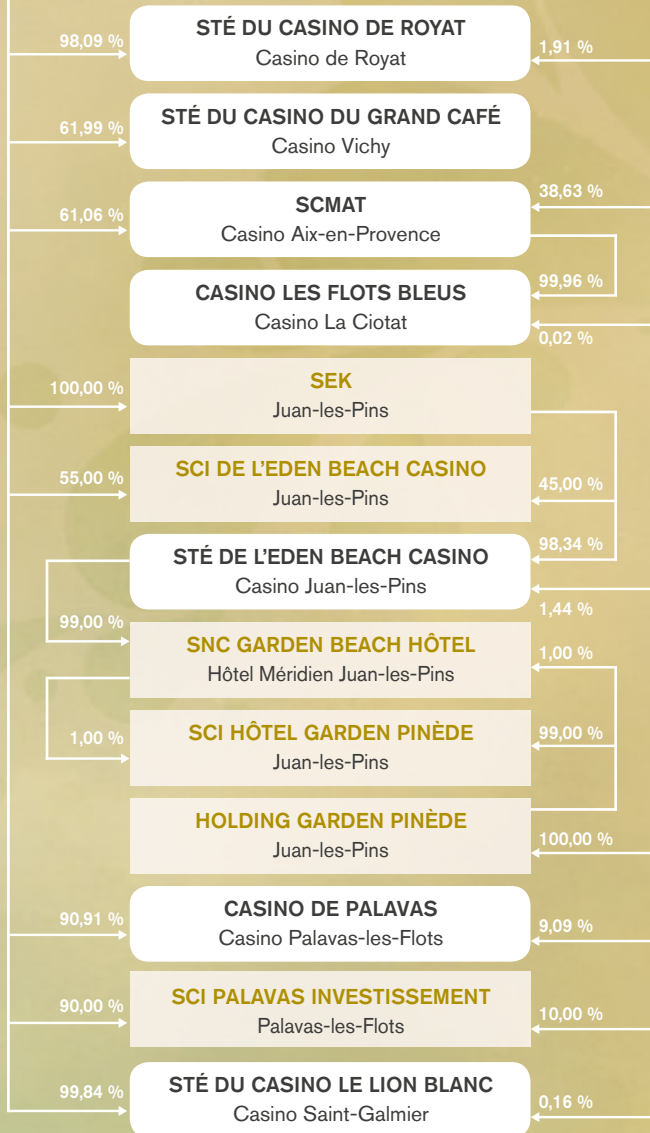 98,09 %
STÉ DU CASINO DE ROYAT
Casino de Royat
1,91 %
61,99 %
STÉ DU CASINO DU GRAND CAFÉ
Casino Vichy
61,06 %
SCMAT
Casino Aix-en-Provence
38,63 %
CASINO LES FLOTS BLEUS
Casino La Ciotat
99,96 %
0,02 %
100,00 %
SEK
Juan-les-Pins
55,00 %
SCI DE L'EDEN BEACH CASINO
Juan-les-Pins
45,00 %
STÉ DE L'EDEN BEACH CASINO
Casino Juan-les-Pins
98,34 %
1,44 %
99,00 %
SNC GARDEN BEACH HÔTEL
Hôtel Méridien Juan-les-Pins
1,00 %
1,00 %
SCI HÔTEL GARDEN PINÈDE
Juan-les-Pins
99,00 %
HOLDING GARDEN PINÈDE
Juan-les-Pins
100,00 %
90,91 %
CASINO DE PALAVAS
Casino Palavas-les-Flots
9,09 %
90,00 %
SCI PALAVAS INVESTISSEMENT
Palavas-les-Flots
10,00 %
99,84 %
STÉ DU CASINO LE LION BLANC
Casino Saint-Galmier
0,16 %